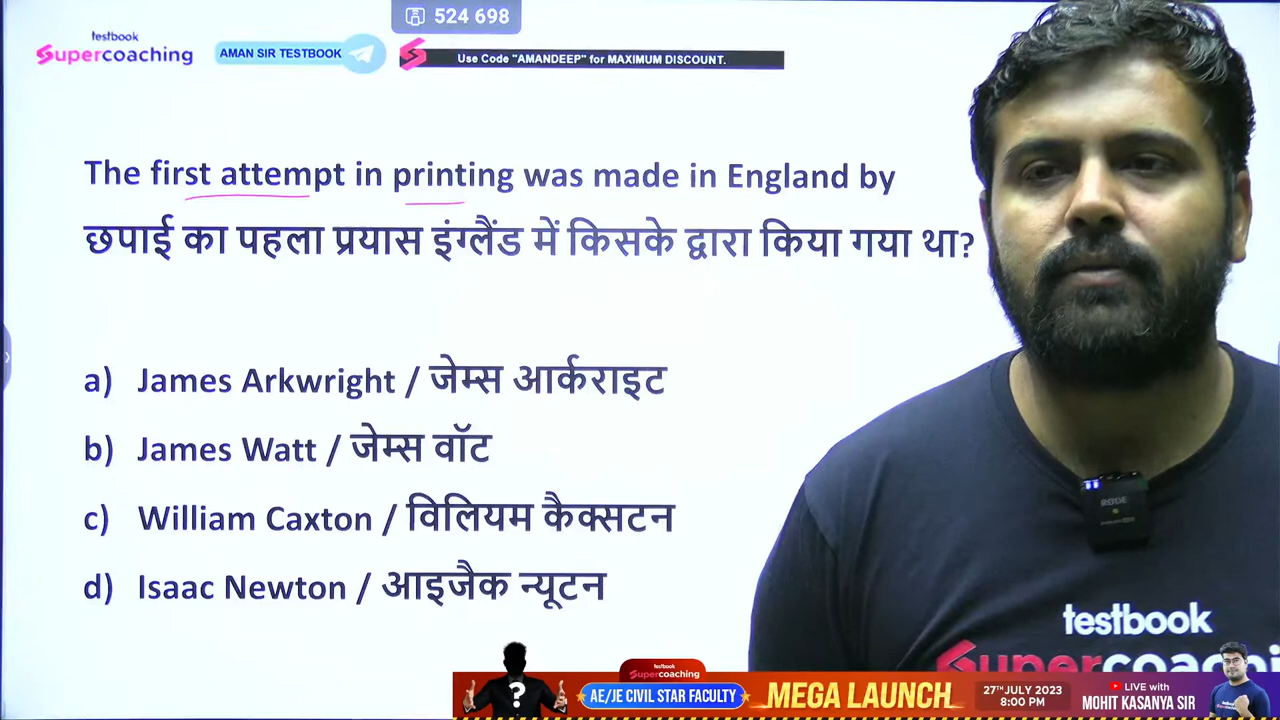 524 698
testbook
Supercoaching
AMAN SIR TESTBOOK
Use Code "AMANDEEP" for MAXIMUM DISCOUNT.
The first attempt in printing was made in England by
छपाई का पहला प्रयास इंग्लैंड में किसके द्वारा किया गया था?
a) James Arkwright / जेम्स आर्कराइट
b) James Watt / जेम्स वॉट
c) William Caxton / विलियम कैक्सटन
d) Isaac Newton / आइजैक न्यूटन
RODE
testbook
Supercoachi
?
testbook
Supercoaching
AE/JE CIVIL STAR FACULTY
MEGA LAUNCH
27TH JULY 2023
8:00 PM
LIVE with
MOHIT KASANYA SIR